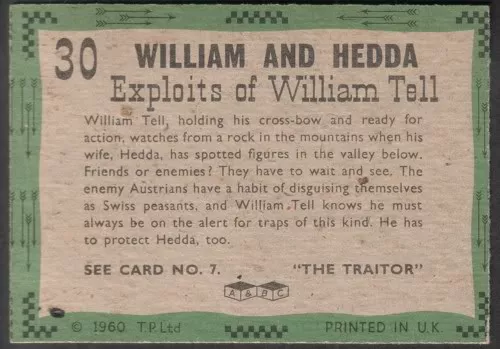 30 WILLIAM AND HEDDA
Exploits of William Tell
William Tell, holding his cross-bow and ready for
action, watches from a rock in the mountains when his
wife, Hedda, has spotted figures in the valley below.
Friends or enemies? They have to wait and see. The
enemy Austrians have a habit of disguising themselves
as Swiss peasants, and William Tell knows he must
always be on the alert for traps of this kind. He has
to protect Hedda, too.
SEE CARD NO. 7. "THE TRAITOR"
A & B C
© 1960 T.P.Ltd PRINTED IN U.K.